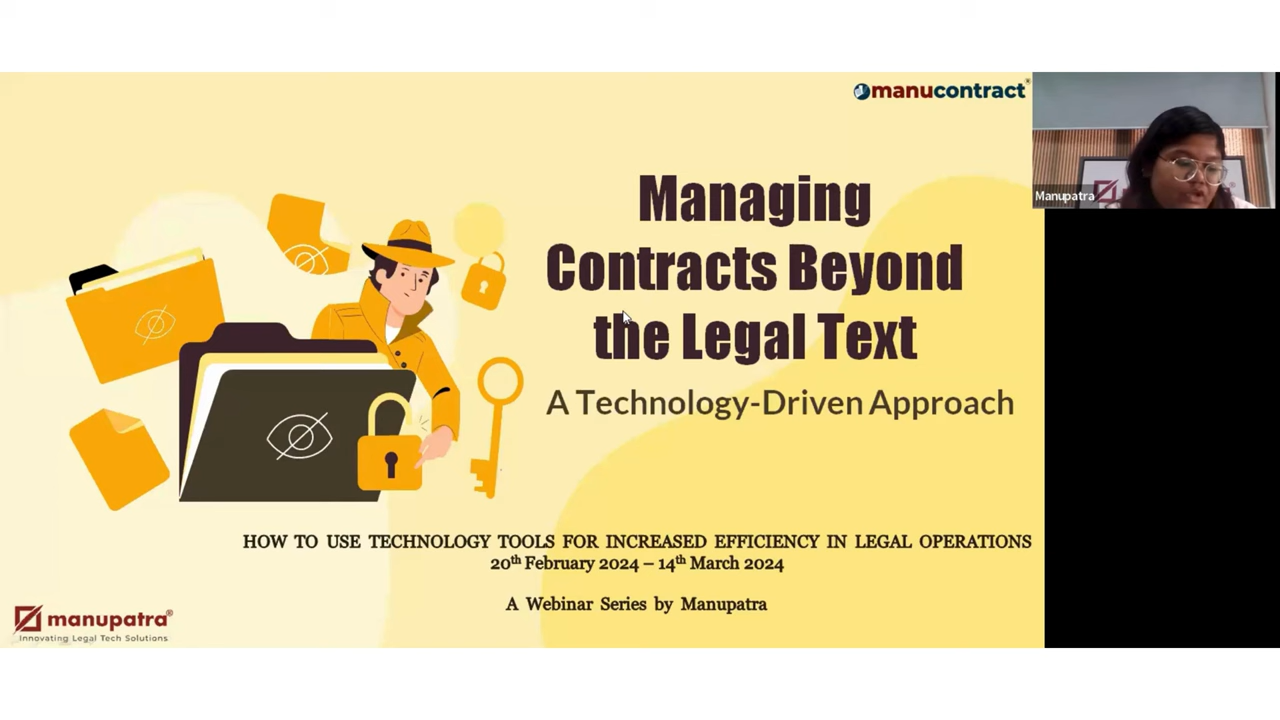 manucontract
Manupatra
Managing
Contracts Beyond
the Legal Text
A Technology-Driven Approach
HOW TO USE TECHNOLOGY TOOLS FOR INCREASED EFFICIENCY IN LEGAL OPERATIONS
20th February 2024 – 14th March 2024
A Webinar Series by Manupatra
manupatra®
Innovating Legal Tech Solutions